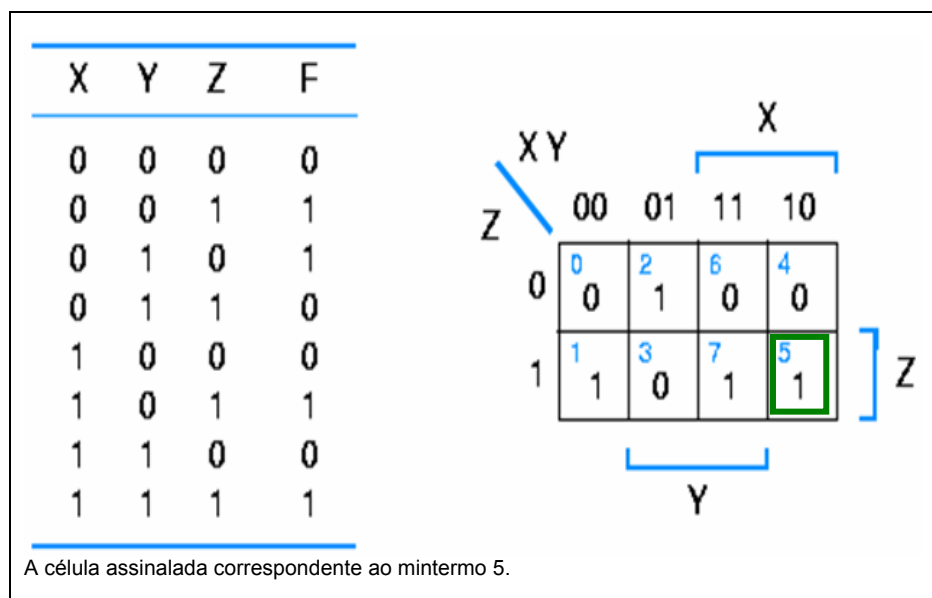 X Y Z F
0 0 0 0
0 0 1 1
0 1 0 1
0 1 1 0
1 0 0 0
1 0 1 1
1 1 0 0
1 1 1 1
X
X Y
Z
00 01 11 10
0 2 6 4
0 0 1 0 0
1 3 7 5
1 1 0 1 1
Z
Y
A célula assinalada correspondente ao mintermo 5.